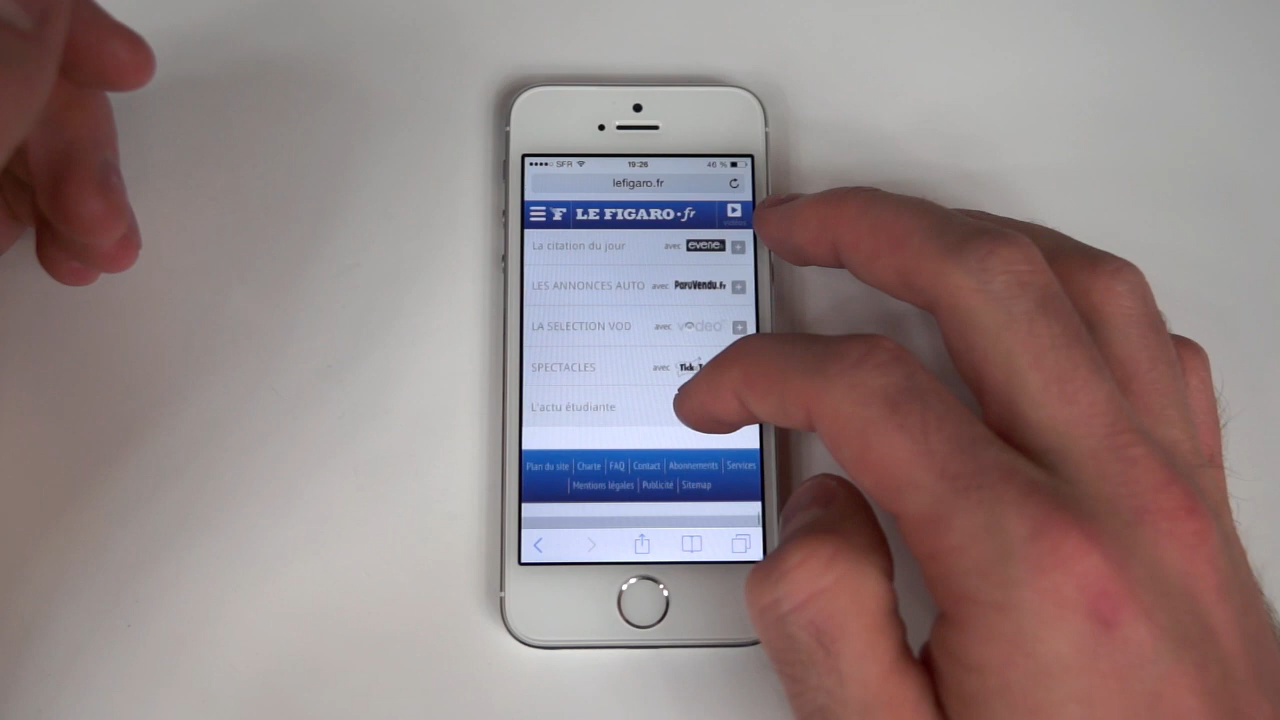 SFR 19:26 46 %
lefigaro.fr
F LE FIGARO·fr
La citation du jour avec evene
LES ANNONCES AUTO avec ParuVendu.Fr
LA SELECTION VOD avec vodeo
SPECTACLES avec
L'actu étudiante
Plan du site Charte FAQ Contact Abonnements Services
Mentions légales Publicité Sitemap